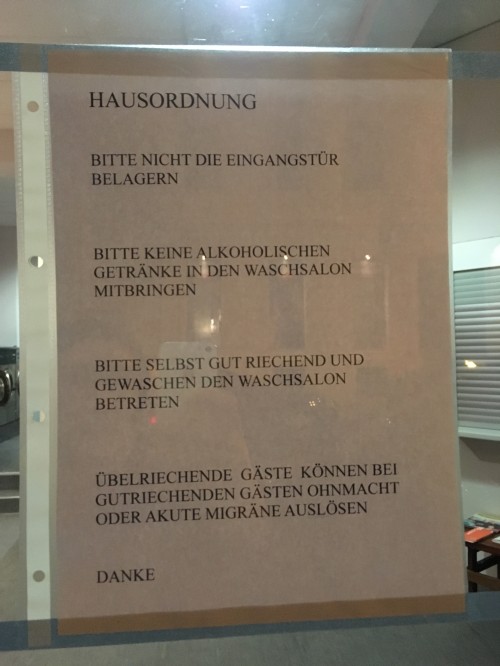 HAUSORDNUNG
BITTE NICHT DIE EINGANGSTÜR
BELAGERN
BITTE KEINE ALKOHOLISCHEN
GETRÄNKE IN DEN WASCHSALON
MITBRINGEN
BITTE SELBST GUT RIECHEND UND
GEWASCHEN DEN WASCHSALON
BETRETEN
ÜBELRIECHENDE GÄSTE KÖNNEN BEI
GUTRIECHENDEN GÄSTEN OHNMACHT
ODER AKUTE MIGRÄNE AUSLÖSEN
DANKE